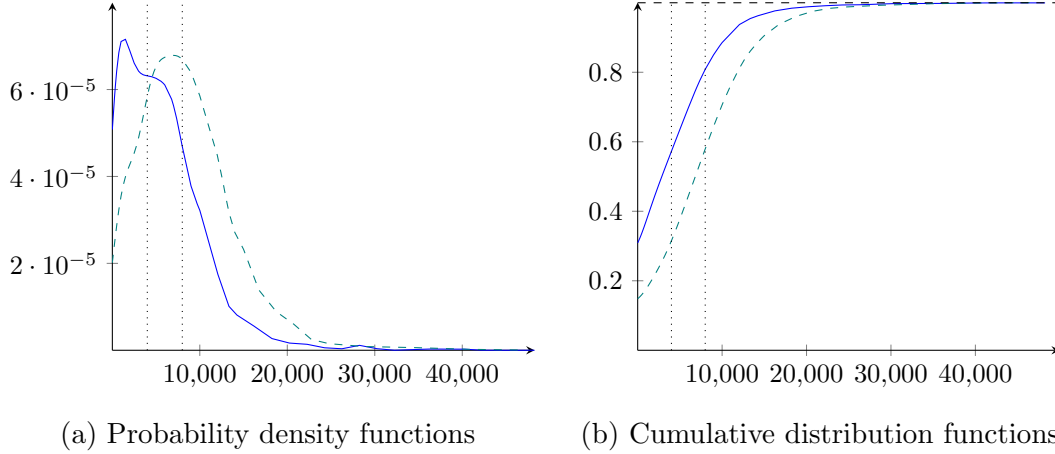 6 · 10⁻⁵
4 · 10⁻⁵
2 · 10⁻⁵
10,000 20,000 30,000 40,000
(a) Probability density functions
0.8
0.6
0.4
0.2
10,000 20,000 30,000 40,000
(b) Cumulative distribution functions